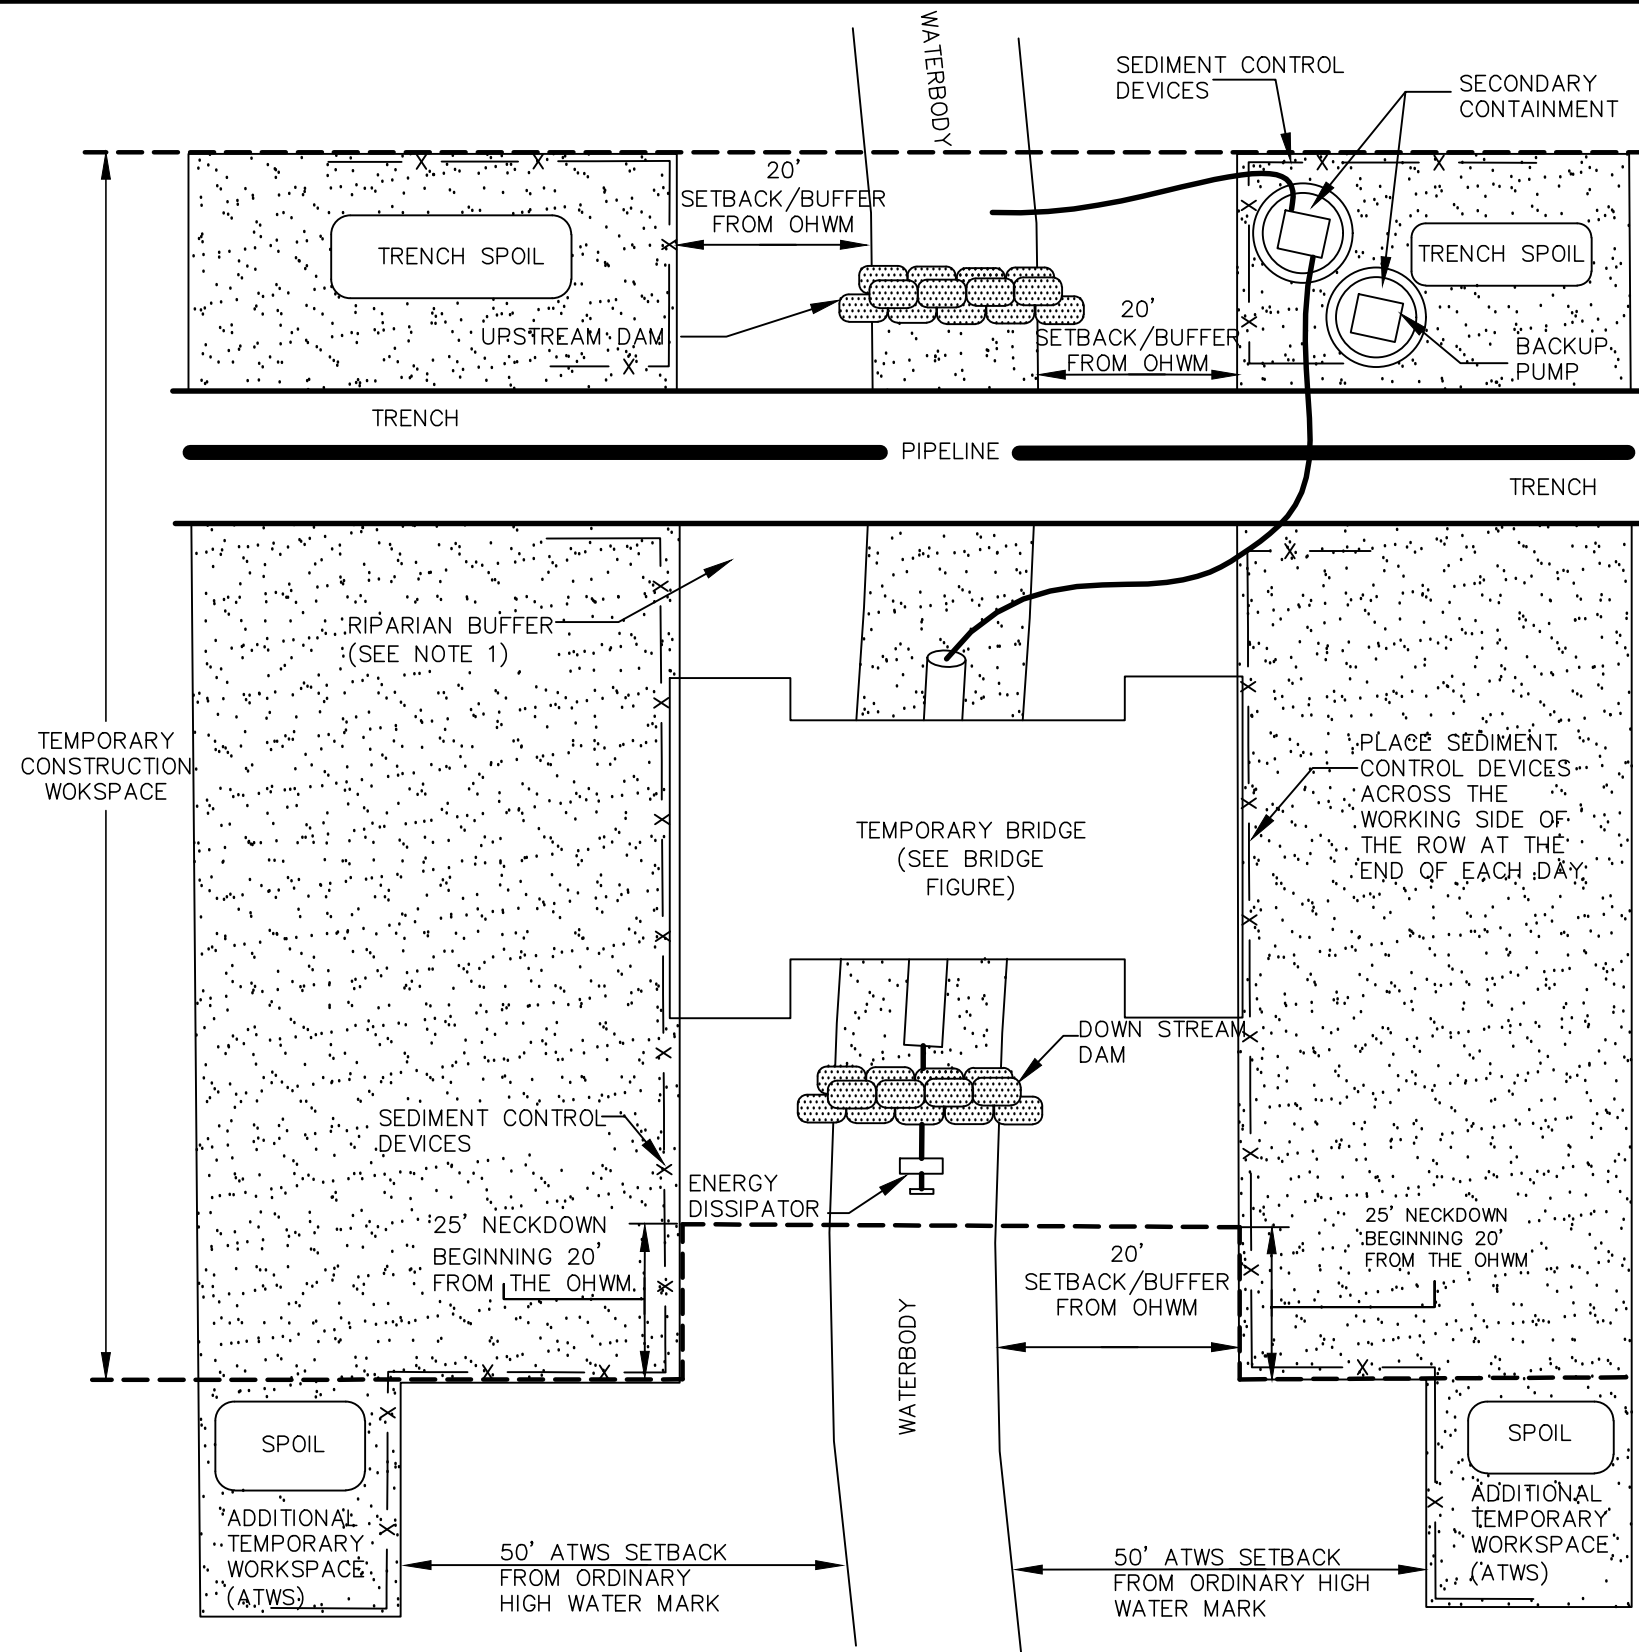 WATERBODY
SEDIMENT CONTROL
DEVICES
SECONDARY
CONTAINMENT
20'
SETBACK/BUFFER
FROM OHWM
TRENCH SPOIL
TRENCH SPOIL
UPSTREAM DAM
20'
SETBACK/BUFFER
FROM OHWM
BACKUP
PUMP
TRENCH
PIPELINE
TRENCH
RIPARIAN BUFFER
(SEE NOTE 1)
TEMPORARY
CONSTRUCTION
WOKSPACE
TEMPORARY BRIDGE
(SEE BRIDGE
FIGURE)
PLACE SEDIMENT
CONTROL DEVICES
ACROSS THE
WORKING SIDE OF
THE ROW AT THE
END OF EACH DAY
DOWN STREAM
DAM
SEDIMENT CONTROL
DEVICES
ENERGY
DISSIPATOR
25' NECKDOWN
BEGINNING 20'
FROM THE OHWM.
20'
SETBACK/BUFFER
FROM OHWM
25' NECKDOWN
BEGINNING 20'
FROM THE OHWM
WATERBODY
SPOIL
SPOIL
ADDITIONAL
TEMPORARY
WORKSPACE
(ATWS)
50' ATWS SETBACK
FROM ORDINARY
HIGH WATER MARK
50' ATWS SETBACK
FROM ORDINARY HIGH
WATER MARK
ADDITIONAL
TEMPORARY
WORKSPACE
(ATWS)